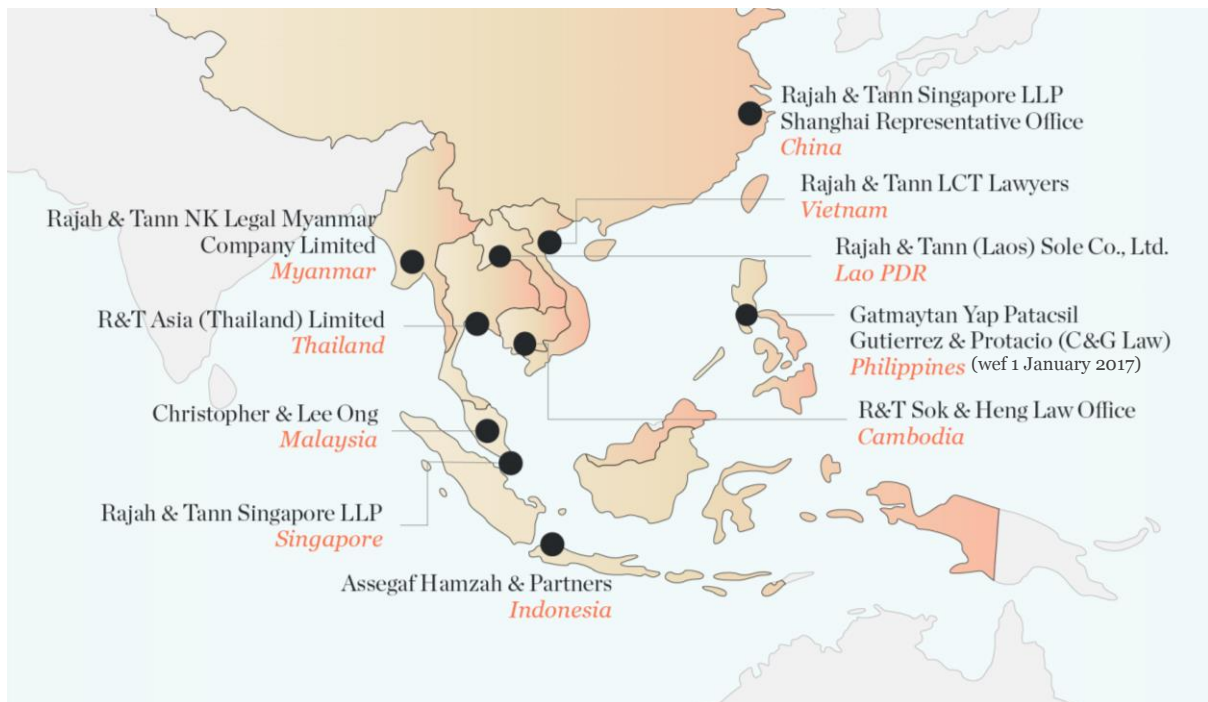 Rajah & Tann Singapore LLP
Shanghai Representative Office
China
Rajah & Tann LCT Lawyers
Vietnam
Rajah & Tann NK Legal Myanmar
Company Limited
Myanmar
Rajah & Tann (Laos) Sole Co., Ltd.
Lao PDR
R&T Asia (Thailand) Limited
Thailand
Gatmaytan Yap Patacsil
Gutierrez & Protacio (C&G Law)
Philippines (wef 1 January 2017)
Christopher & Lee Ong
Malaysia
R&T Sok & Heng Law Office
Cambodia
Rajah & Tann Singapore LLP
Singapore
Assegaf Hamzah & Partners
Indonesia